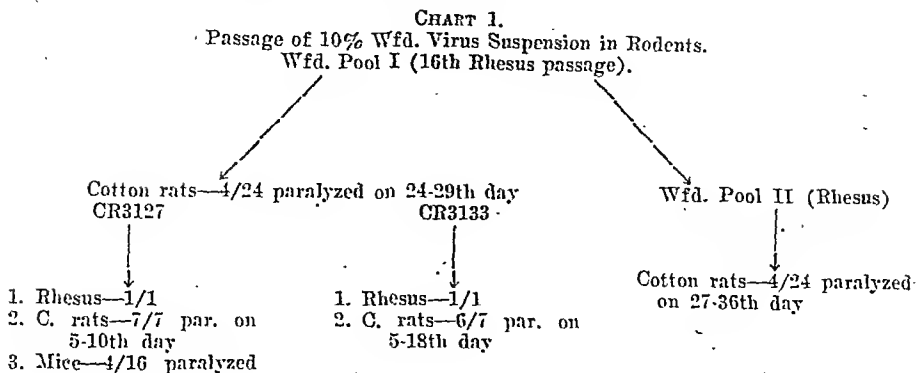 CHART 1.
Passage of 10% Wfd. Virus Suspension in Rodents.
Wfd. Pool I (16th Rhesus passage).
Cotton rats—4/24 paralyzed on 24-29th day
CR3127 CR3133
Wfd. Pool II (Rhesus)
Cotton rats—4/24 paralyzed
on 27-36th day
1. Rhesus—1/1
2. C. rats—7/7 par. on
5-10th day
3. Mice—4/16 paralyzed
1. Rhesus—1/1
2. C. rats—6/7 par. on
5-18th day